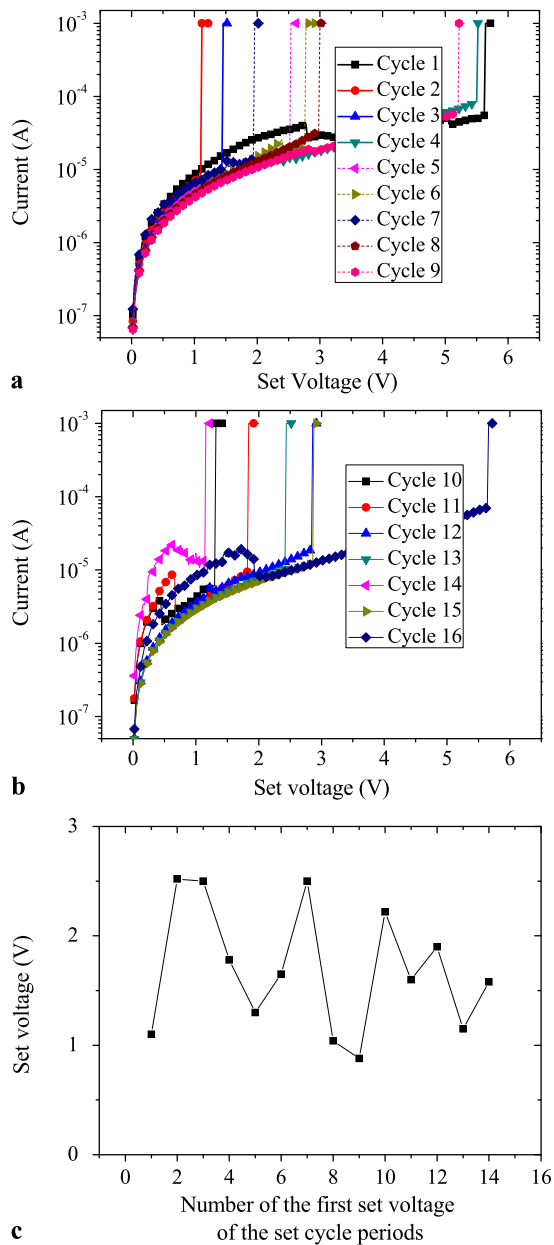 10⁻³
10⁻⁴
10⁻⁵
10⁻⁶
10⁻⁷
Current (A)
Cycle 1
Cycle 2
Cycle 3
Cycle 4
Cycle 5
Cycle 6
Cycle 7
Cycle 8
Cycle 9
0 1 2 3 4 5 6
Set Voltage (V)
a
10⁻³
10⁻⁴
10⁻⁵
10⁻⁶
10⁻⁷
Current (A)
Cycle 10
Cycle 11
Cycle 12
Cycle 13
Cycle 14
Cycle 15
Cycle 16
0 1 2 3 4 5 6
Set voltage (V)
b
3
2
1
0
Set voltage (V)
0 2 4 6 8 10 12 14 16
Number of the first set voltage
of the set cycle periods
c